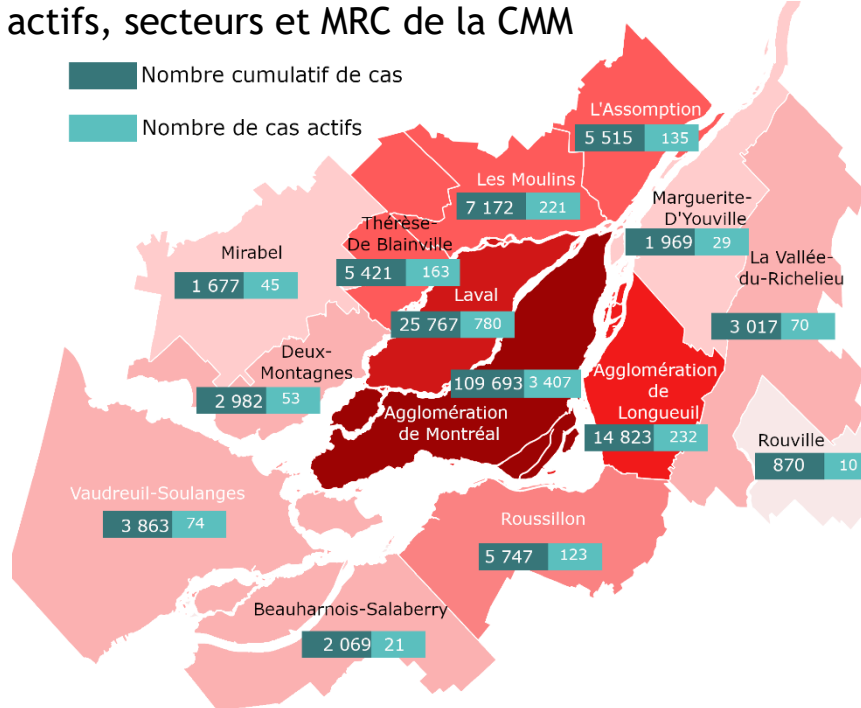 actifs, secteurs et MRC de la CMM
Nombre cumulatif de cas
Nombre de cas actifs
L'Assomption
5 515 135
Les Moulins
7 172 221
Marguerite-
D'Youville
1 969 29
Thérèse-
De Blainville
5 421 163
Mirabel
1 677 45
La Vallée-
du-Richelieu
3 017 70
Laval
25 767 780
Deux-
Montagnes
2 982 53
109 693 3 407
Agglomération
de Montréal
Agglomération
de
Longueuil
14 823 232
Rouville
870 10
Vaudreuil-Soulanges
3 863 74
Roussillon
5 747 123
Beauharnois-Salaberry
2 069 21